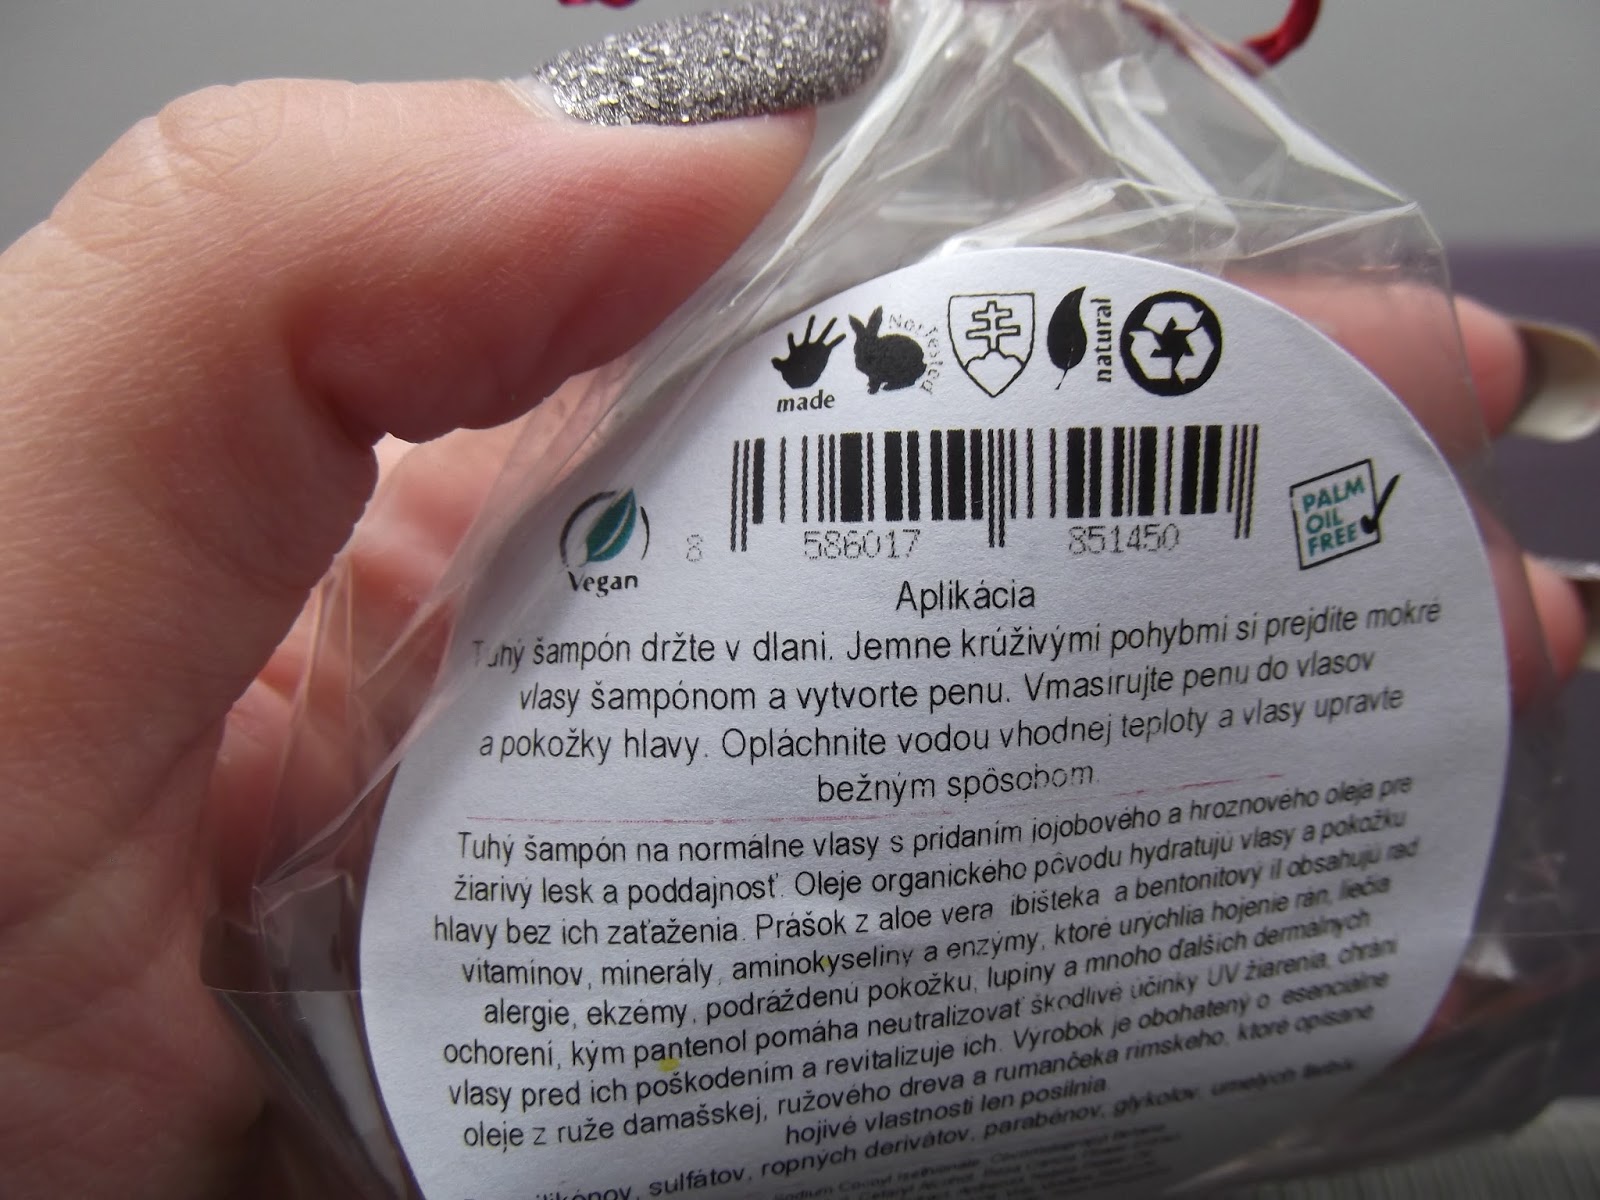 made
Not Tested
natural
Vegan
8 586017 851450
PALM
OIL
FREE
Aplikácia
Tuhý šampón držte v dlani. Jemne krúživými pohybmi si prejdite mokré
vlasy šampónom a vytvorte penu. Vmasírujte penu do vlasov
a pokožky hlavy. Opláchnite vodou vhodnej teploty a vlasy upravte
bežným spôsobom.
Tuhý šampón na normálne vlasy s pridaním jojobového a hroznového oleja pre
žiarivý lesk a poddajnosť. Oleje organického pôvodu hydratujú vlasy a pokožku
hlavy bez ich zaťaženia. Prášok z aloe vera ibišteka a bentonitový íl obsahujú rad
vitamínov, minerály, aminokyseliny a enzýmy, ktoré urýchlia hojenie rán, liečia
alergie, ekzémy, podráždenú pokožku, lupiny a mnoho ďalších dermálnych
ochorení, kým pantenol pomáha neutralizovať škodlivé účinky UV žiarenia, chráni
vlasy pred ich poškodením a revitalizuje ich. Výrobok je obohatený o esenciálne
oleje z ruže damašskej, ružového dreva a rumančeka rímskeho, ktoré opísané
hojivé vlastnosti len posilnia.
sulfátov, ropných derivátov, parabénov, glykolov, umelých farbív